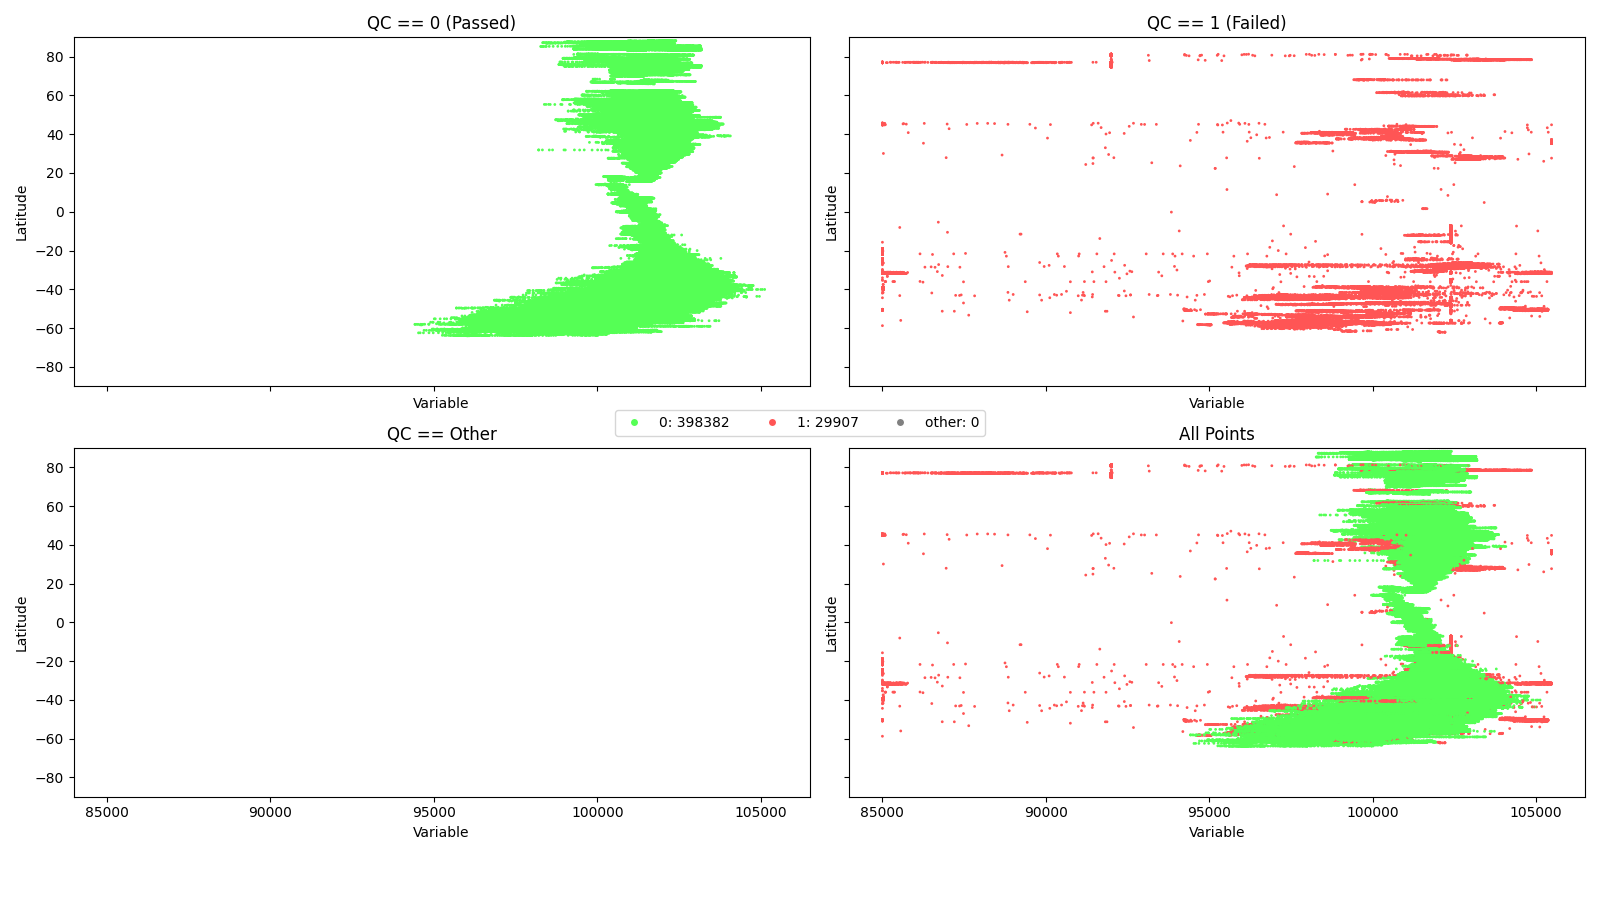 QC == 0 (Passed)
QC == 1 (Failed)
80
60
40
20
0
−20
−40
−60
−80
Latitude
Latitude
Variable
Variable
0: 398382
1: 29907
other: 0
QC == Other
All Points
80
60
40
20
0
−20
−40
−60
−80
Latitude
Latitude
85000
90000
95000
100000
105000
85000
90000
95000
100000
105000
Variable
Variable